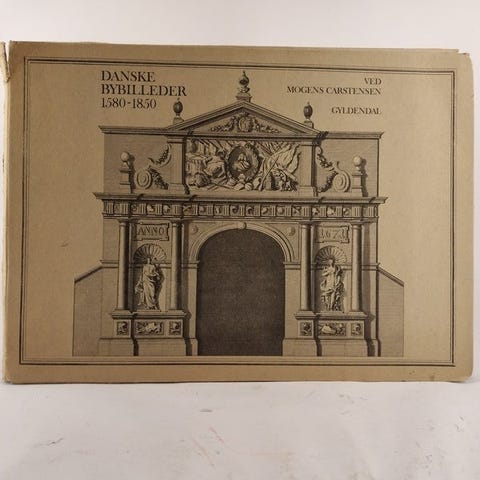 DANSKE
BYBILLEDER
1580-1850
VED
MOGENS CARSTENSEN
GYLDENDAL
ANNO
1671